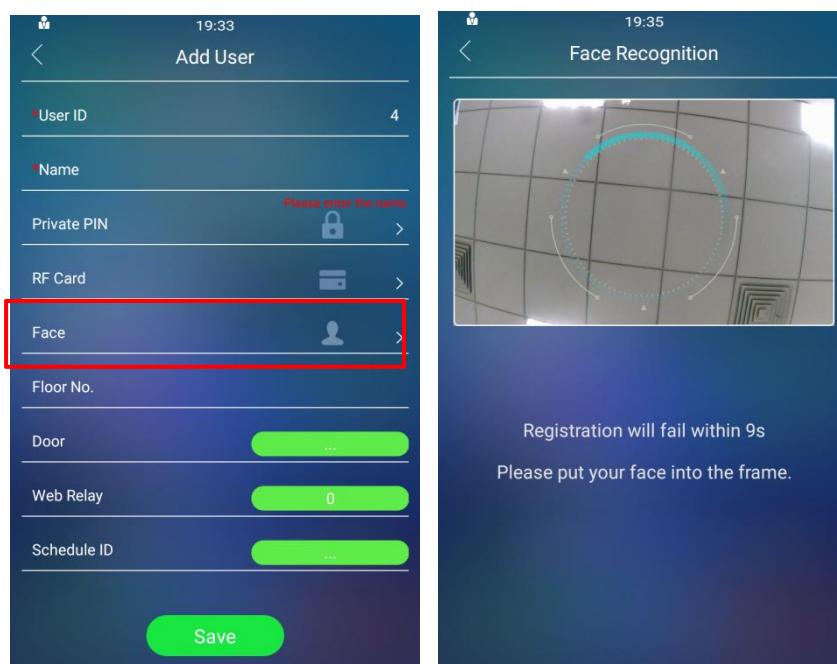 19:33
Add User
*User ID 4
*Name
Please enter the name
Private PIN
RF Card
Face
Floor No.
Door ...
Web Relay 0
Schedule ID ...
Save
19:35
Face Recognition
Registration will fail within 9s
Please put your face into the frame.